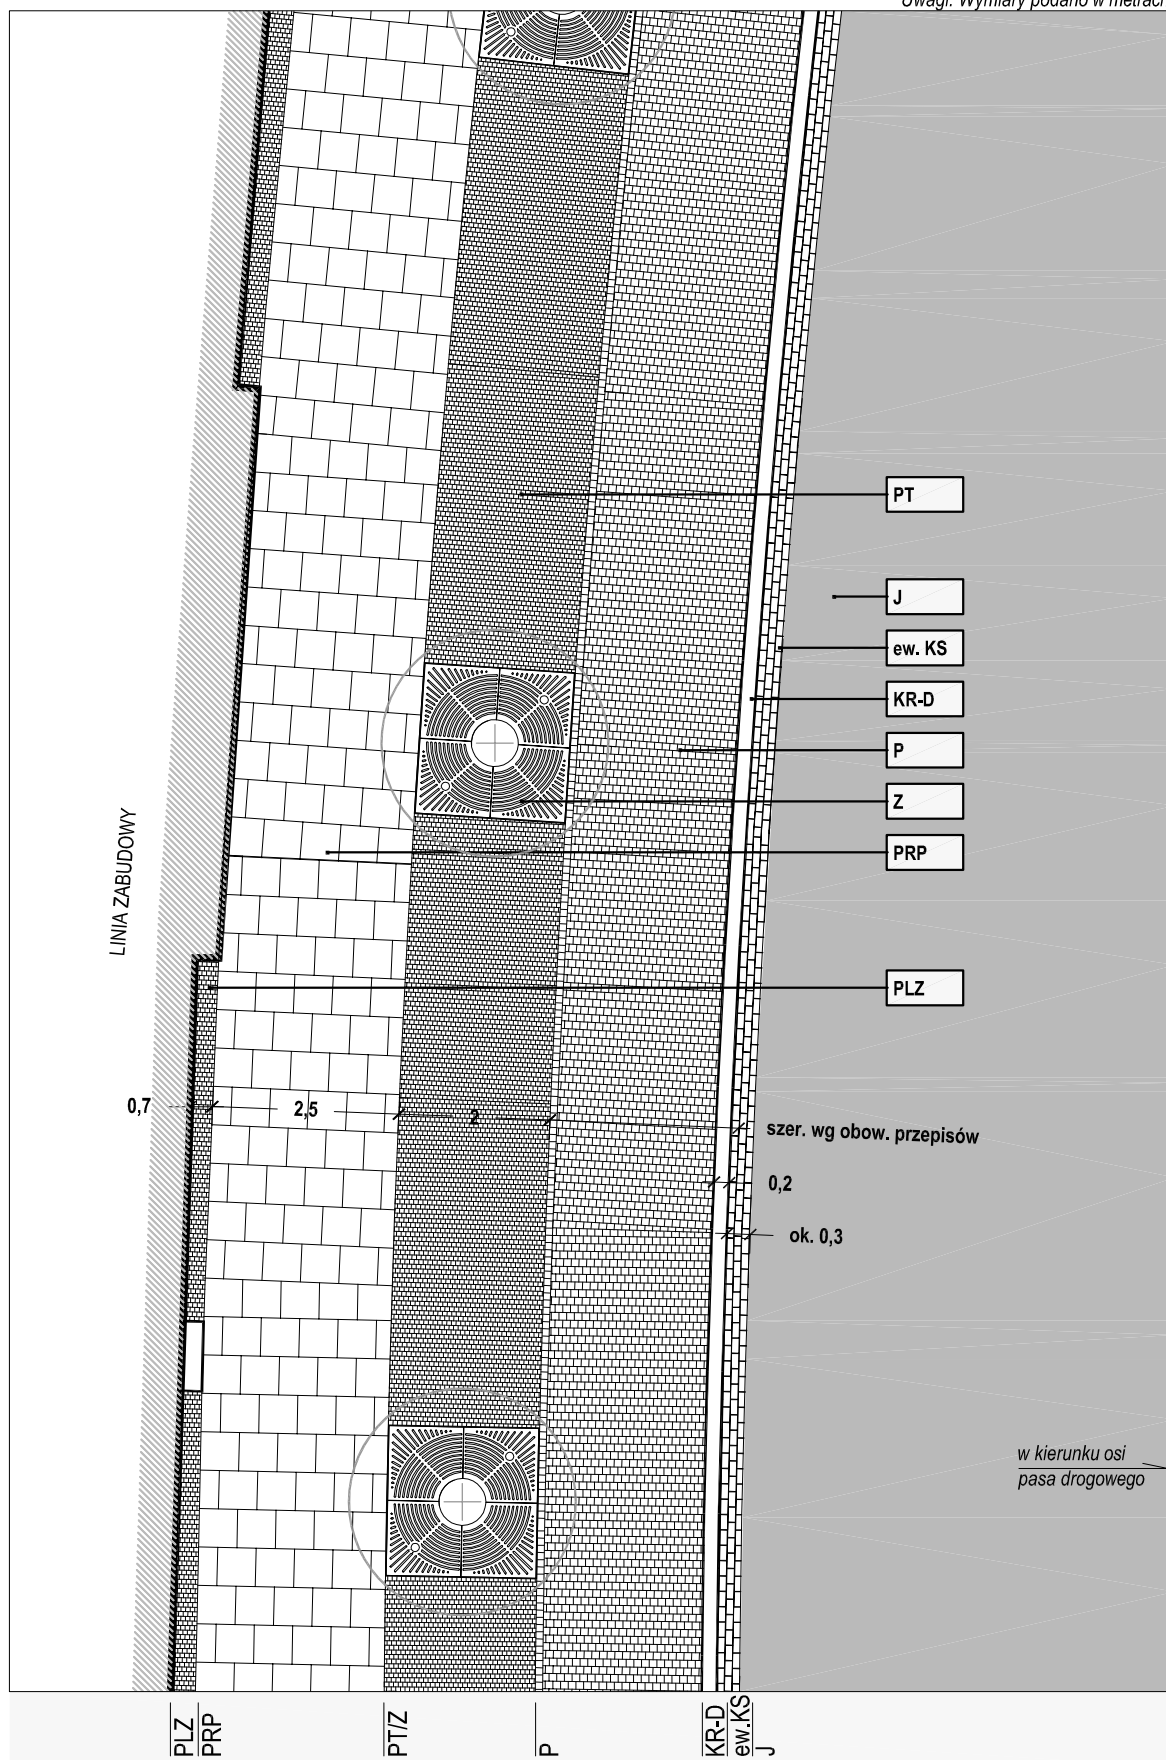 Uwagi: Wymiary podano w metrach
PT
J
ew. KS
KR-D
P
Z
PRP
LINIA ZABUDOWY
PLZ
0,7
2,5
2
szer. wg obow. przepisów
0,2
ok. 0,3
w kierunku osi
pasa drogowego
PLZ
PRP
PT/Z
P
KR-D
ew.KS
J